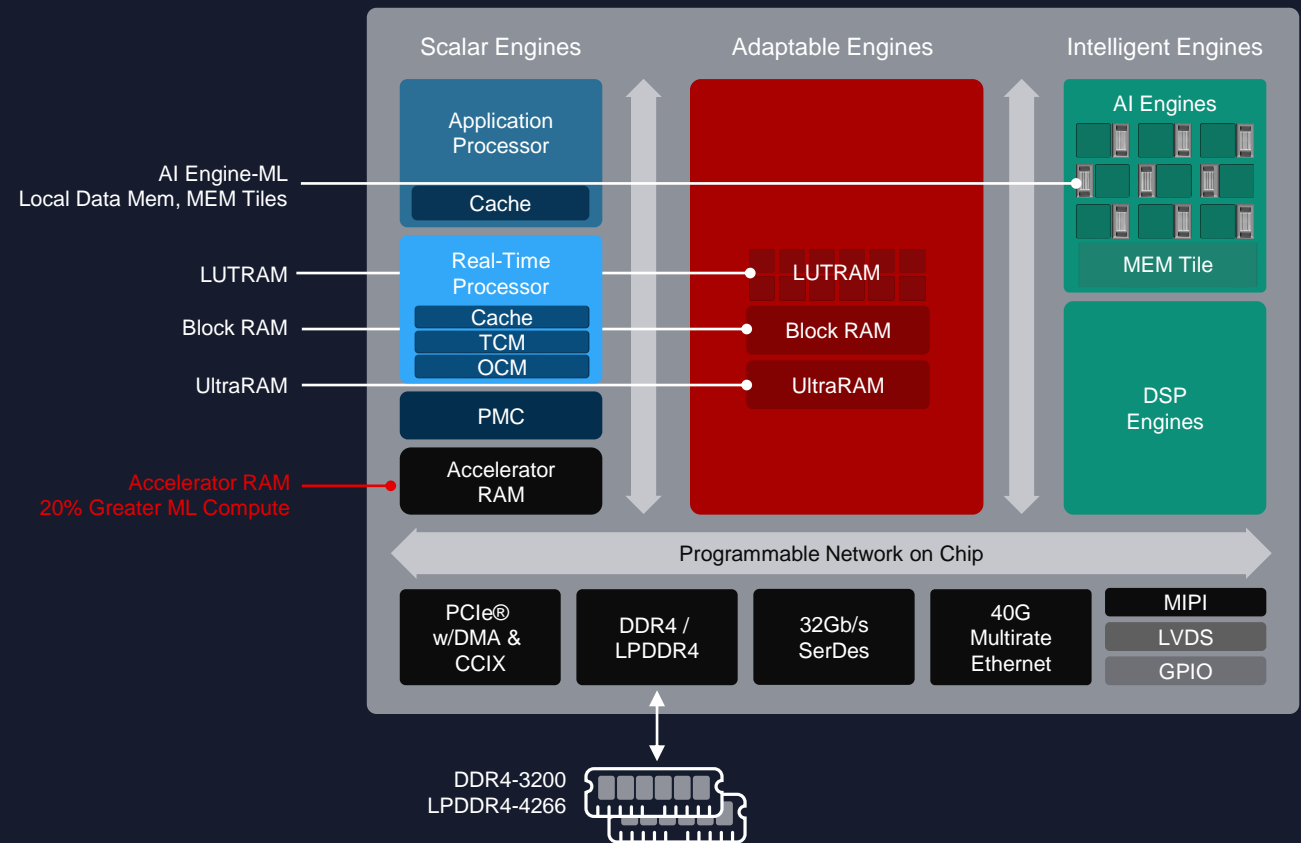 Scalar Engines
Adaptable Engines
Intelligent Engines
Application
Processor
Cache
Real-Time
Processor
Cache
TCM
OCM
PMC
Accelerator
RAM
LUTRAM
Block RAM
UltraRAM
AI Engines
MEM Tile
DSP
Engines
AI Engine-ML
Local Data Mem, MEM Tiles
LUTRAM
Block RAM
UltraRAM
Accelerator RAM
20% Greater ML Compute
Programmable Network on Chip
PCIe®
w/DMA &
CCIX
DDR4 /
LPDDR4
32Gb/s
SerDes
40G
Multirate
Ethernet
MIPI
LVDS
GPIO
DDR4-3200
LPDDR4-4266